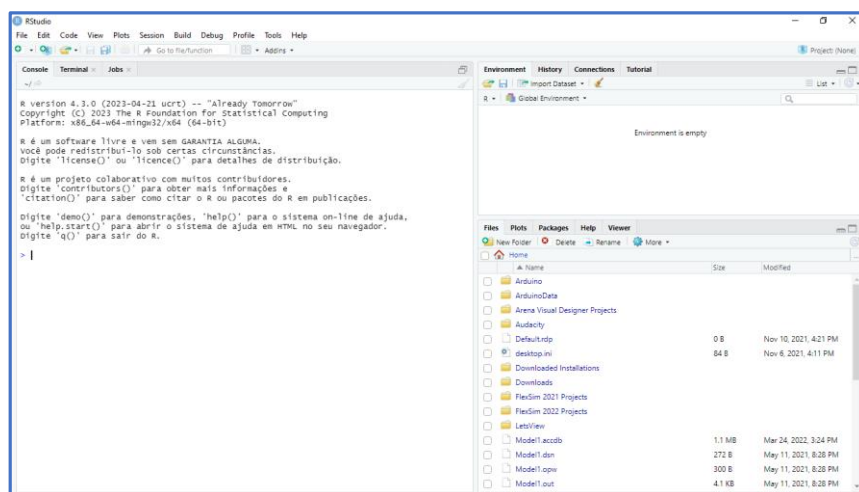 RStudio
File Edit Code View Plots Session Build Debug Profile Tools Help
Go to file/function Addins
Project: (None)
Console Terminal Jobs
~/
R version 4.3.0 (2023-04-21 ucrt) -- "Already Tomorrow"
Copyright (C) 2023 The R Foundation for Statistical Computing
Platform: x86_64-w64-mingw32/x64 (64-bit)
R é um software livre e vem sem GARANTIA ALGUMA.
Você pode redistribuí-lo sob certas circunstâncias.
Digite 'license()' ou 'licence()' para detalhes de distribuição.
R é um projeto colaborativo com muitos contribuidores.
Digite 'contributors()' para obter mais informações e
'citation()' para saber como citar o R ou pacotes do R em publicações.
Digite 'demo()' para demonstrações, 'help()' para o sistema on-line de ajuda,
ou 'help.start()' para abrir o sistema de ajuda em HTML no seu navegador.
Digite 'q()' para sair do R.
>
Environment History Connections Tutorial
Import Dataset
List
R Global Environment
Environment is empty
Files Plots Packages Help Viewer
New Folder Delete Rename More
Home
Name Size Modified
Arduino
ArduinoData
Arena Visual Designer Projects
Audacity
Default.rdp 0 B Nov 10, 2021, 4:21 PM
desktop.ini 84 B Nov 6, 2021, 4:11 PM
Downloaded Installations
Downloads
FlexSim 2021 Projects
FlexSim 2022 Projects
LetsView
Model1.accdb 1.1 MB Mar 24, 2022, 3:24 PM
Model1.dsn 272 B May 11, 2021, 8:28 PM
Model1.opw 300 B May 11, 2021, 8:28 PM
Model1.out 4.1 KB May 11, 2021, 8:28 PM